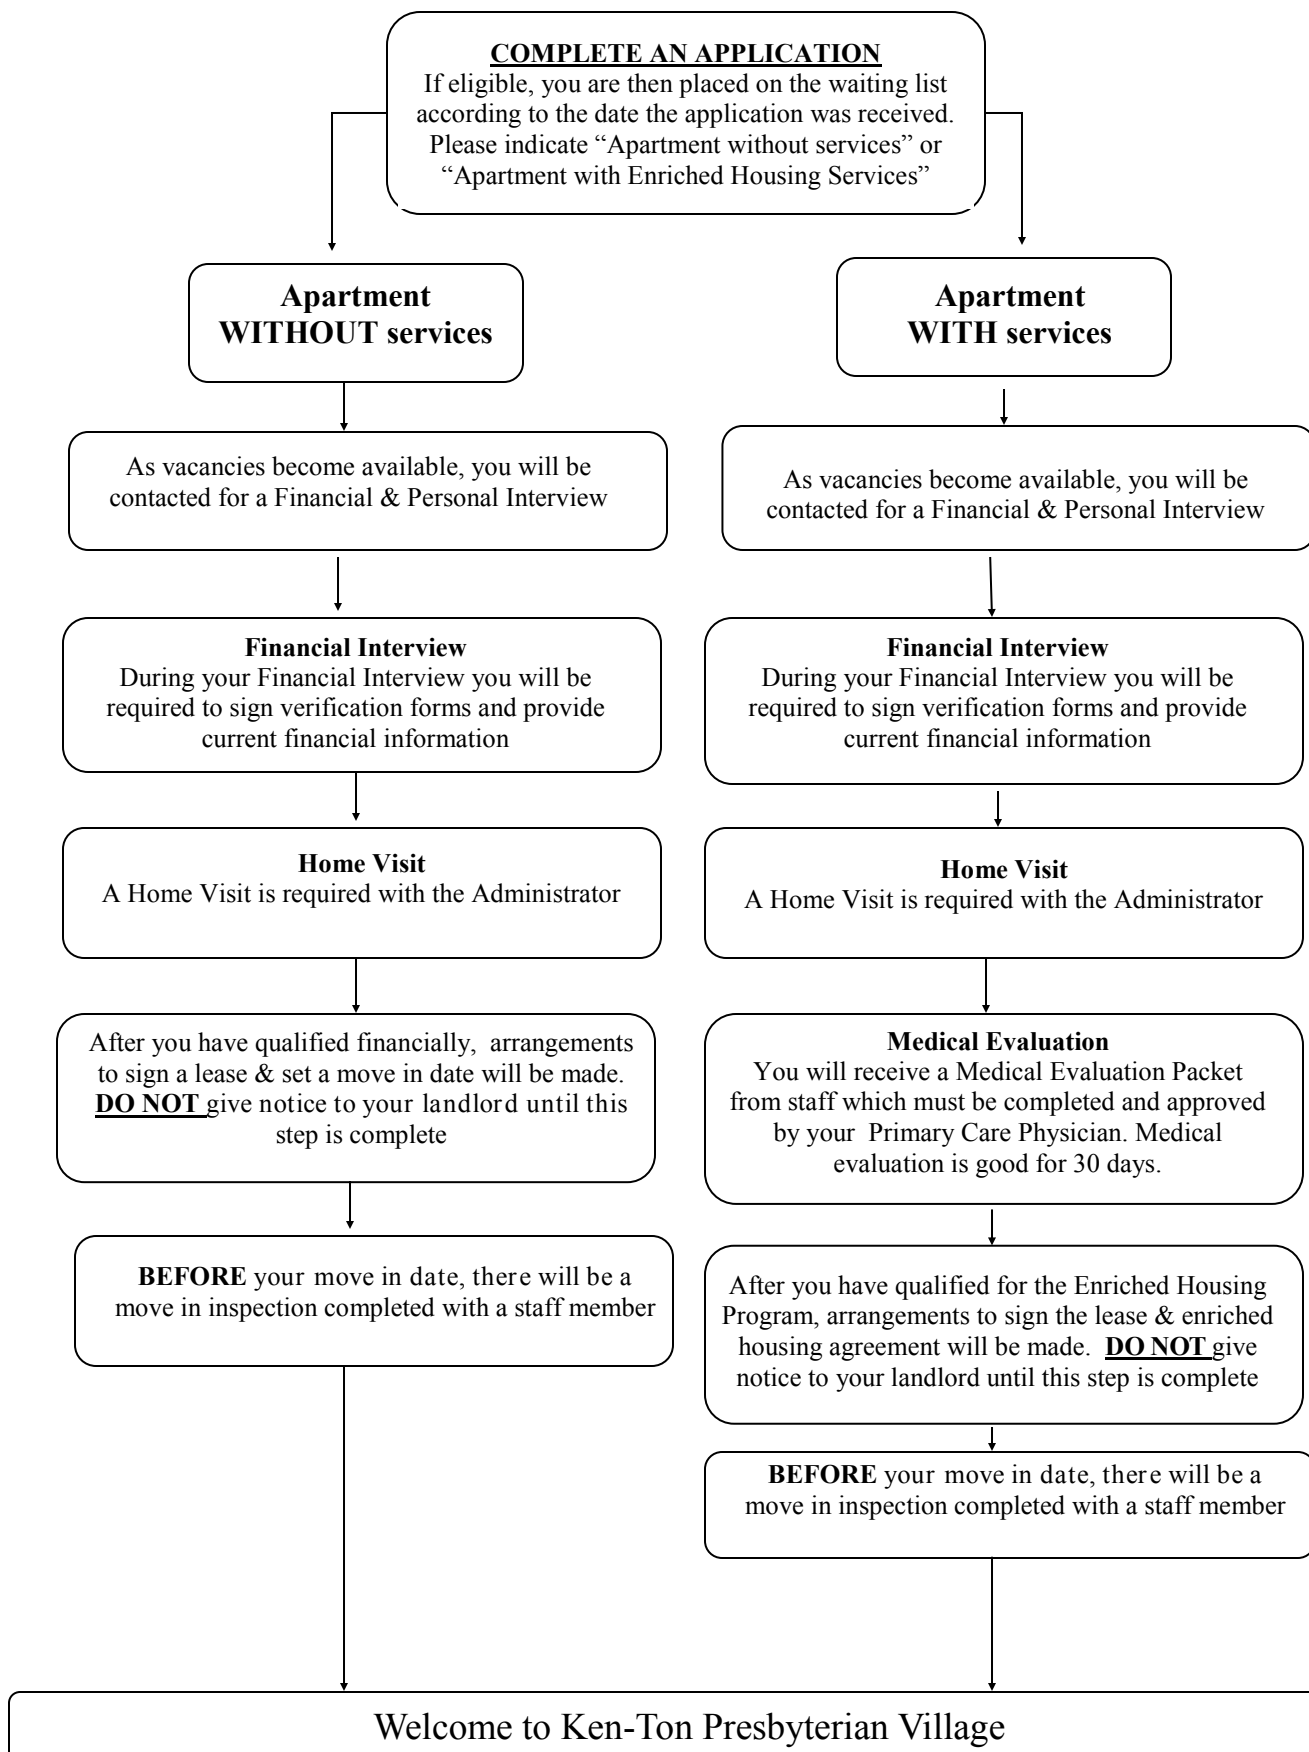 COMPLETE AN APPLICATION
If eligible, you are then placed on the waiting list
according to the date the application was received.
Please indicate “Apartment without services” or
“Apartment with Enriched Housing Services”
Apartment
WITHOUT services
As vacancies become available, you will be
contacted for a Financial & Personal Interview
Financial Interview
During your Financial Interview you will be
required to sign verification forms and provide
current financial information
Home Visit
A Home Visit is required with the Administrator
After you have qualified financially, arrangements
to sign a lease & set a move in date will be made.
DO NOT give notice to your landlord until this
step is complete
BEFORE your move in date, there will be a
move in inspection completed with a staff member
Apartment
WITH services
As vacancies become available, you will be
contacted for a Financial & Personal Interview
Financial Interview
During your Financial Interview you will be
required to sign verification forms and provide
current financial information
Home Visit
A Home Visit is required with the Administrator
Medical Evaluation
You will receive a Medical Evaluation Packet
from staff which must be completed and approved
by your Primary Care Physician. Medical
evaluation is good for 30 days.
After you have qualified for the Enriched Housing
Program, arrangements to sign the lease & enriched
housing agreement will be made. DO NOT give
notice to your landlord until this step is complete
BEFORE your move in date, there will be a
move in inspection completed with a staff member
Welcome to Ken-Ton Presbyterian Village